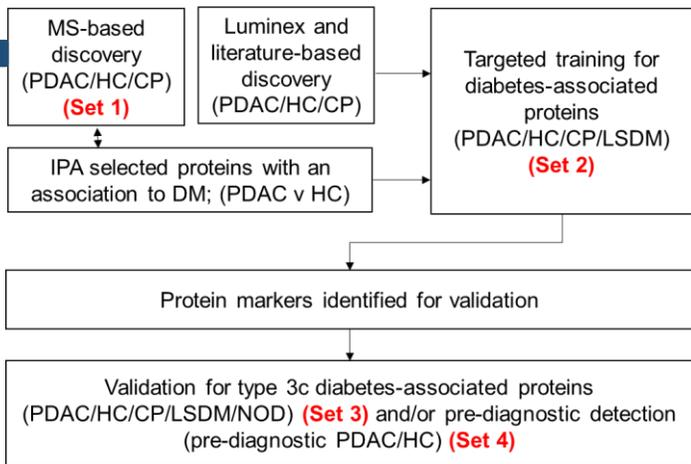 MS-based
discovery
(PDAC/HC/CP)
(Set 1)
Luminex and
literature-based
discovery
(PDAC/HC/CP)
Targeted training for
diabetes-associated
proteins
(PDAC/HC/CP/LSDM)
(Set 2)
IPA selected proteins with an
association to DM; (PDAC v HC)
Protein markers identified for validation
Validation for type 3c diabetes-associated proteins
(PDAC/HC/CP/LSDM/NOD) (Set 3) and/or pre-diagnostic detection
(pre-diagnostic PDAC/HC) (Set 4)